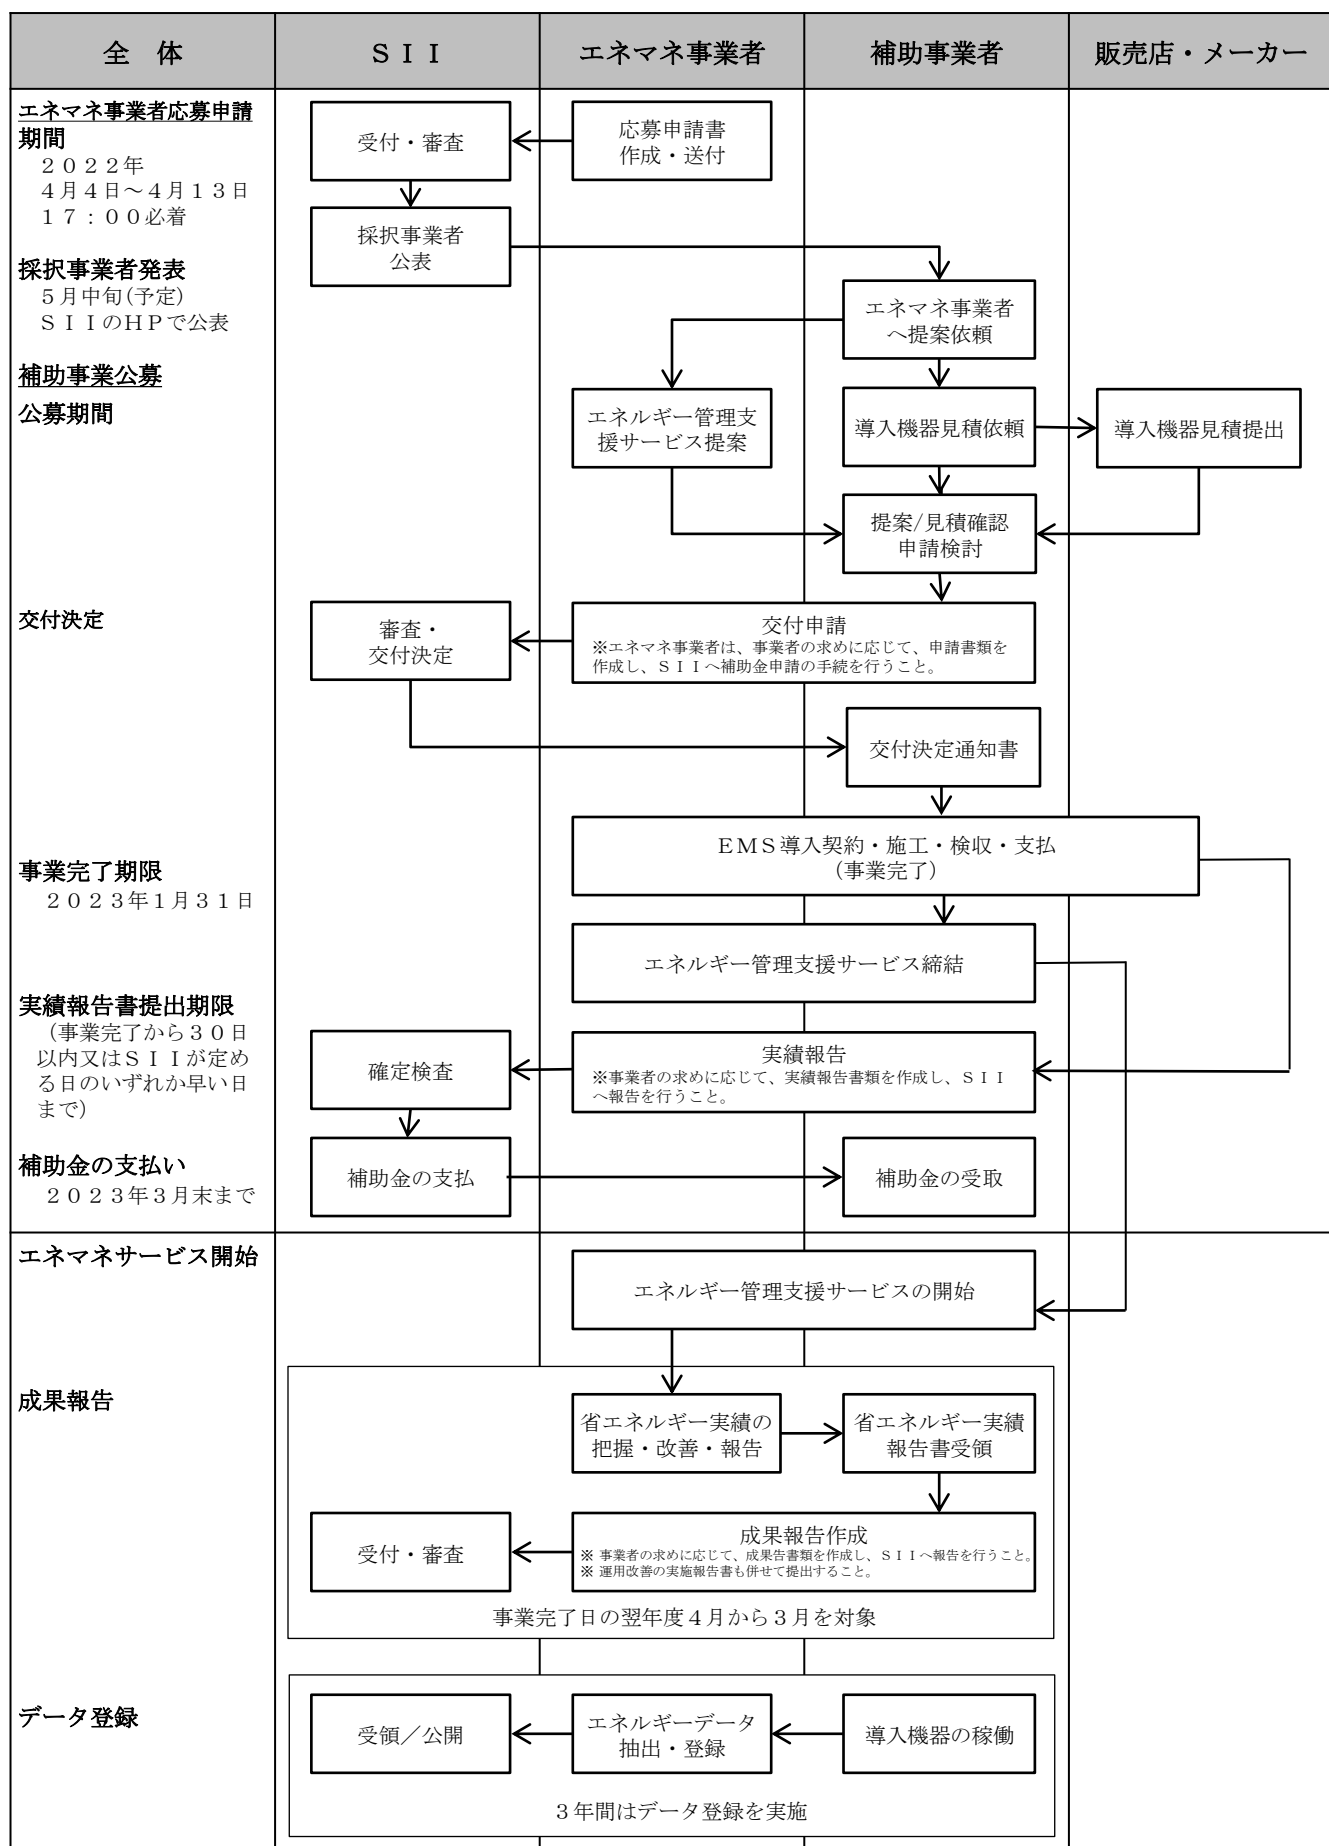 全　体
ＳＩＩ
エネマネ事業者
補助事業者
販売店・メーカー
エネマネ事業者応募申請
期間
２０２２年
４月４日～４月１３日
１７：００必着
受付・審査
応募申請書
作成・送付
採択事業者
公表
採択事業者発表
５月中旬(予定)
ＳＩＩのＨＰで公表
エネマネ事業者
へ提案依頼
補助事業公募
公募期間
エネルギー管理支
援サービス提案
導入機器見積依頼
導入機器見積提出
提案/見積確認
申請検討
交付決定
審査・
交付決定
交付申請
※エネマネ事業者は、事業者の求めに応じて、申請書類を
作成し、ＳＩＩへ補助金申請の手続を行うこと。
交付決定通知書
ＥＭＳ導入契約・施工・検収・支払
(事業完了)
事業完了期限
２０２３年１月３１日
エネルギー管理支援サービス締結
実績報告書提出期限
（事業完了から３０日
以内又はＳＩＩが定め
る日のいずれか早い日
まで）
確定検査
実績報告
※事業者の求めに応じて、実績報告書類を作成し、ＳＩＩ
へ報告を行うこと。
補助金の支払い
２０２３年３月末まで
補助金の支払
補助金の受取
エネマネサービス開始
エネルギー管理支援サービスの開始
成果報告
省エネルギー実績の
把握・改善・報告
省エネルギー実績
報告書受領
受付・審査
成果報告作成
※ 事業者の求めに応じて、成果告書類を作成し、ＳＩＩへ報告を行うこと。
※ 運用改善の実施報告書も併せて提出すること。
事業完了日の翌年度４月から３月を対象
データ登録
受領／公開
エネルギーデータ
抽出・登録
導入機器の稼働
３年間はデータ登録を実施